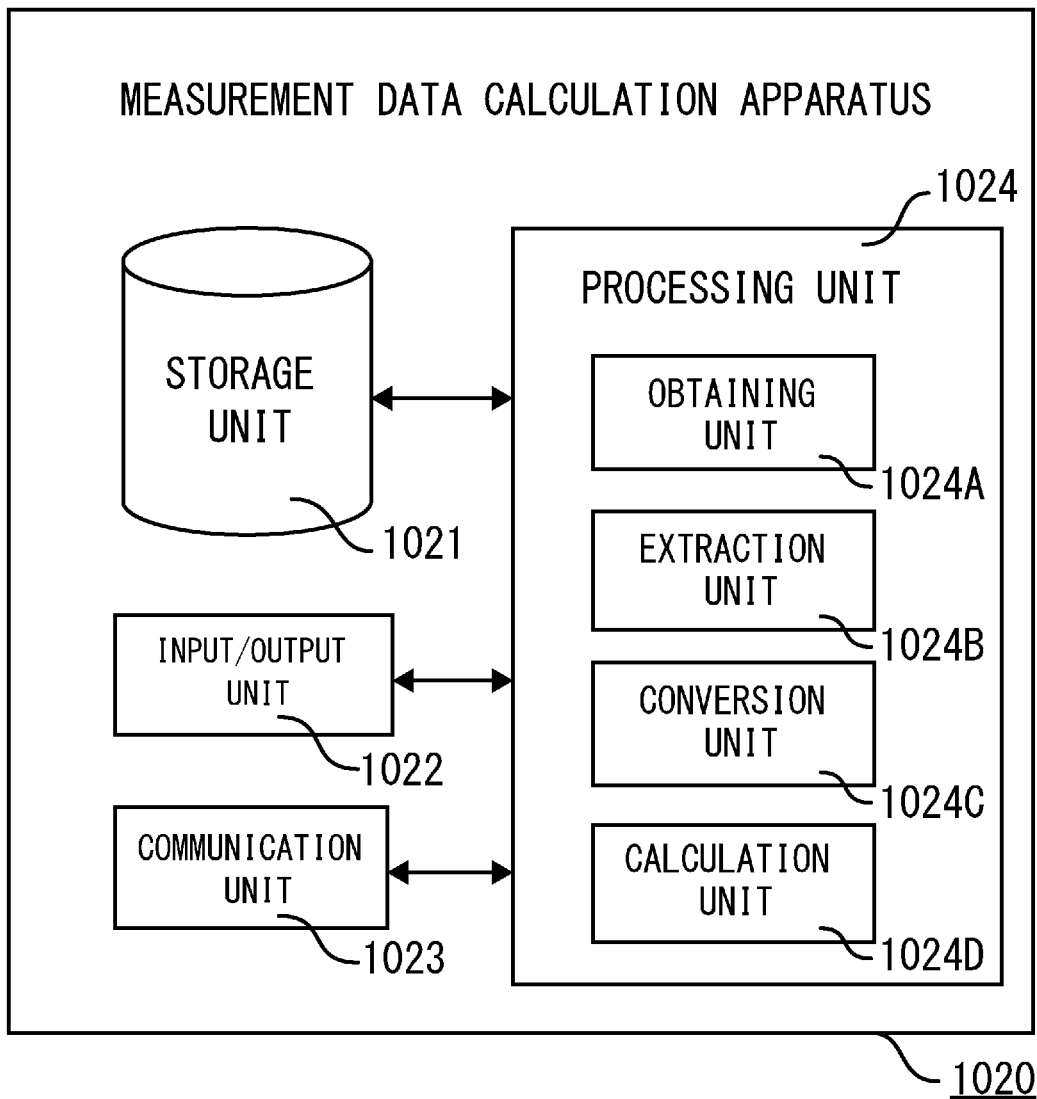 MEASUREMENT DATA CALCULATION APPARATUS
1024
PROCESSING UNIT
STORAGE
UNIT
1021
OBTAINING
UNIT
1024A
EXTRACTION
UNIT
1024B
INPUT/OUTPUT
UNIT
1022
CONVERSION
UNIT
1024C
COMMUNICATION
UNIT
1023
CALCULATION
UNIT
1024D
1020